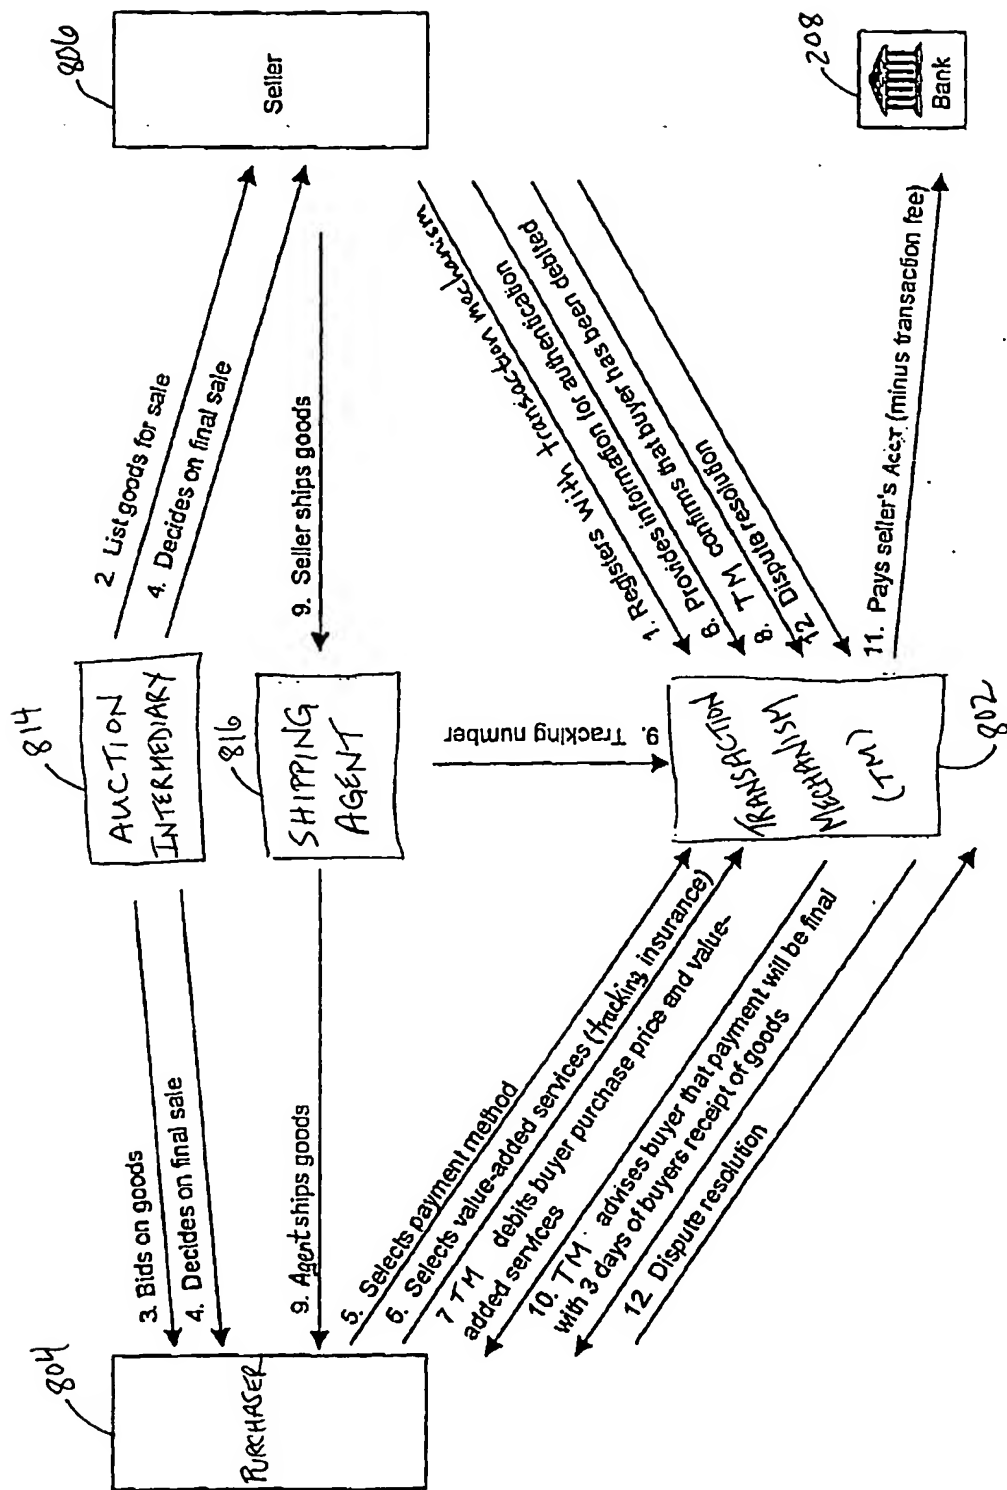 804
PURCHASER
3. Bids on goods
4. Decides on final sale
814
AUCTION
INTERMEDIARY
2 List goods for sale
4. Decides on final sale
806
Seller
9. Agent ships goods
816
SHIPPING
AGENT
9. Seller ships goods
9. Tracking number
5. Selects payment method
6. Selects value-added services (tracking insurance)
7 TM debits buyer purchase price and value-
added services
10. TM advises buyer that payment will be final
with 3 days of buyers receipt of goods
12 Dispute resolution
TRANSACTION
MECHANISM
(TM)
802
1. Registers with transaction mechanism
6. Provides information for authentication
8. TM confirms that buyer has been debited
12. Dispute resolution
11. Pays seller's Acct (minus transaction fee)
208
Bank